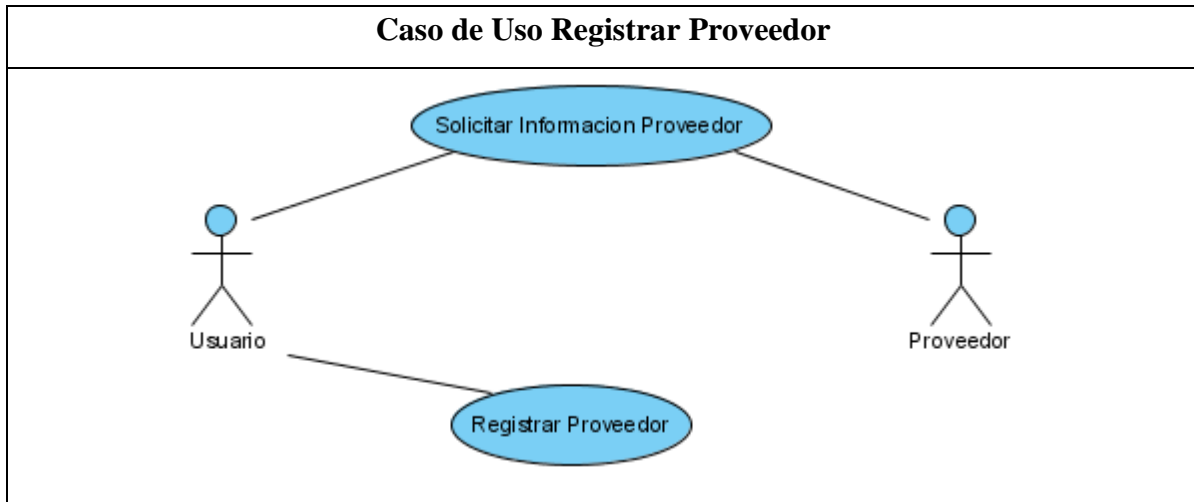 Caso de Uso Registrar Proveedor
Solicitar Informacion Proveedor
Usuario
Proveedor
Registrar Proveedor